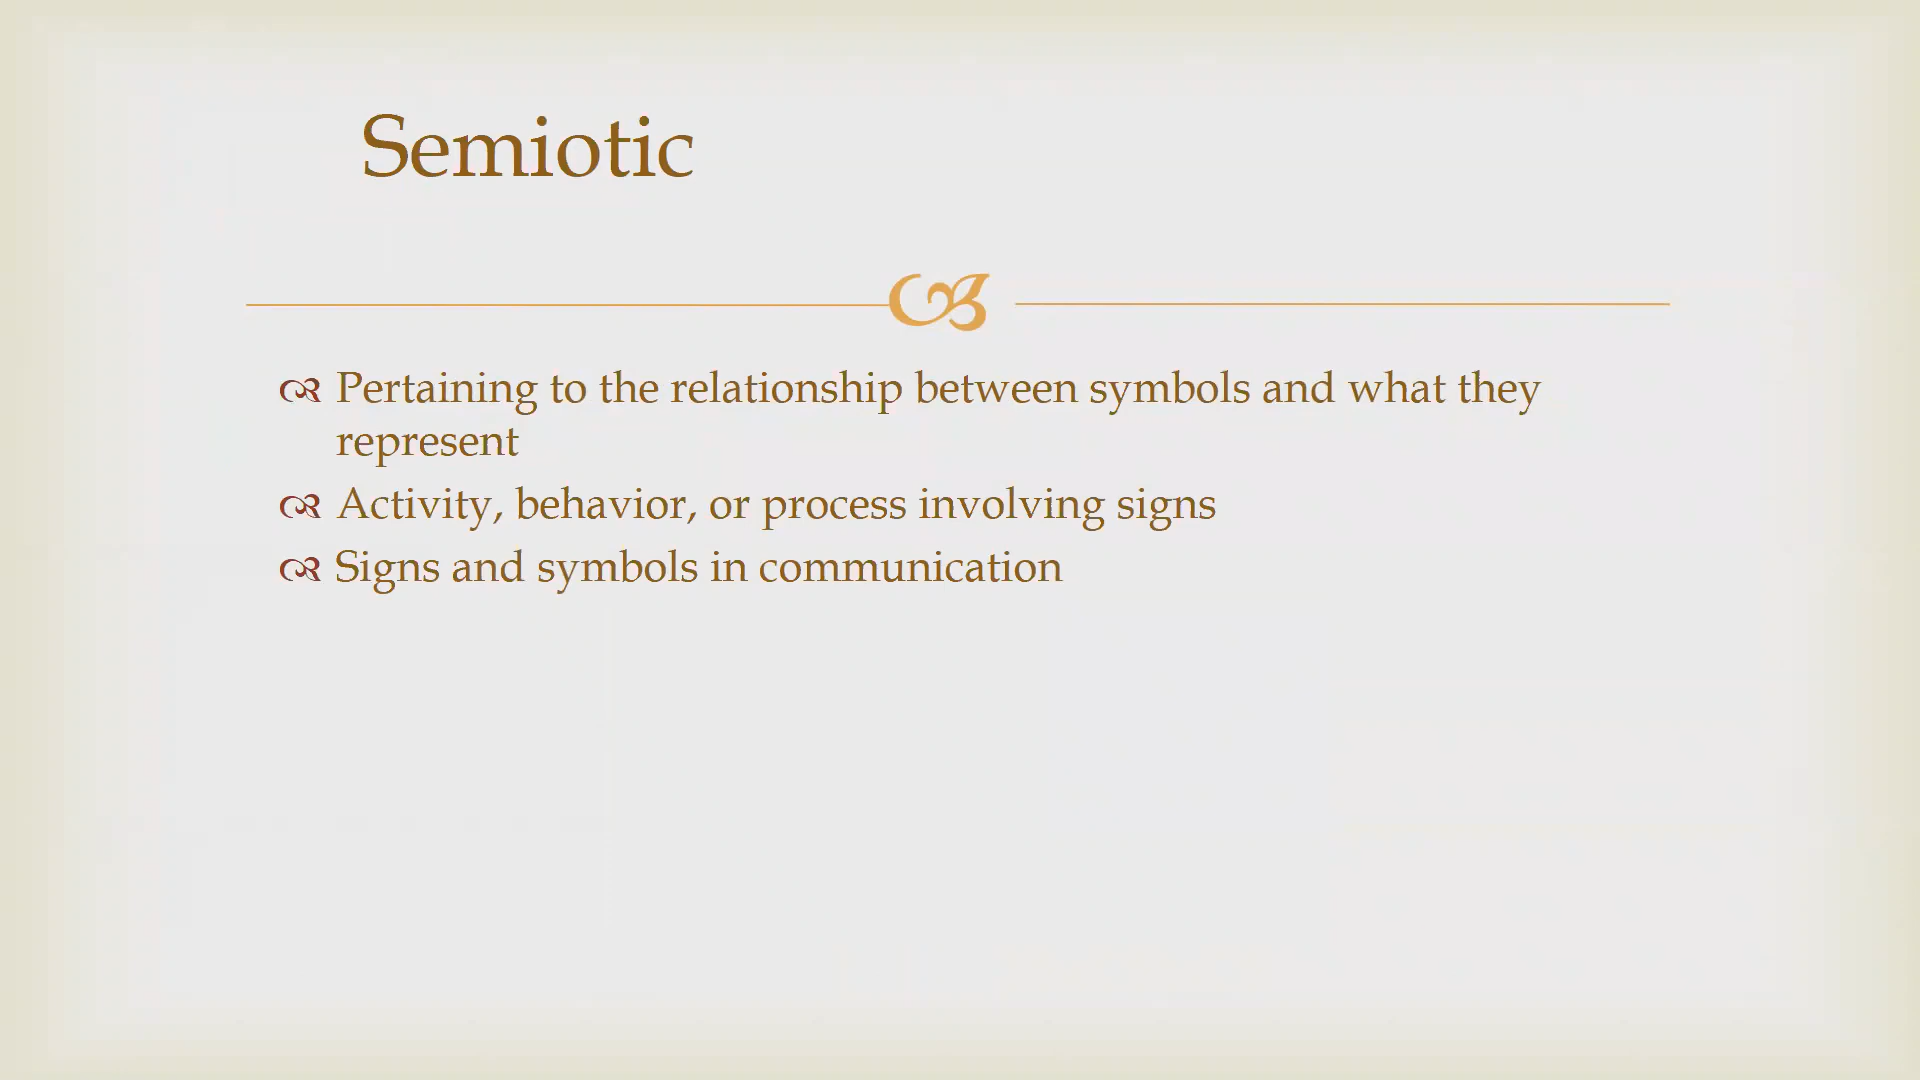 Semiotic
Pertaining to the relationship between symbols and what they
represent
Activity, behavior, or process involving signs
Signs and symbols in communication